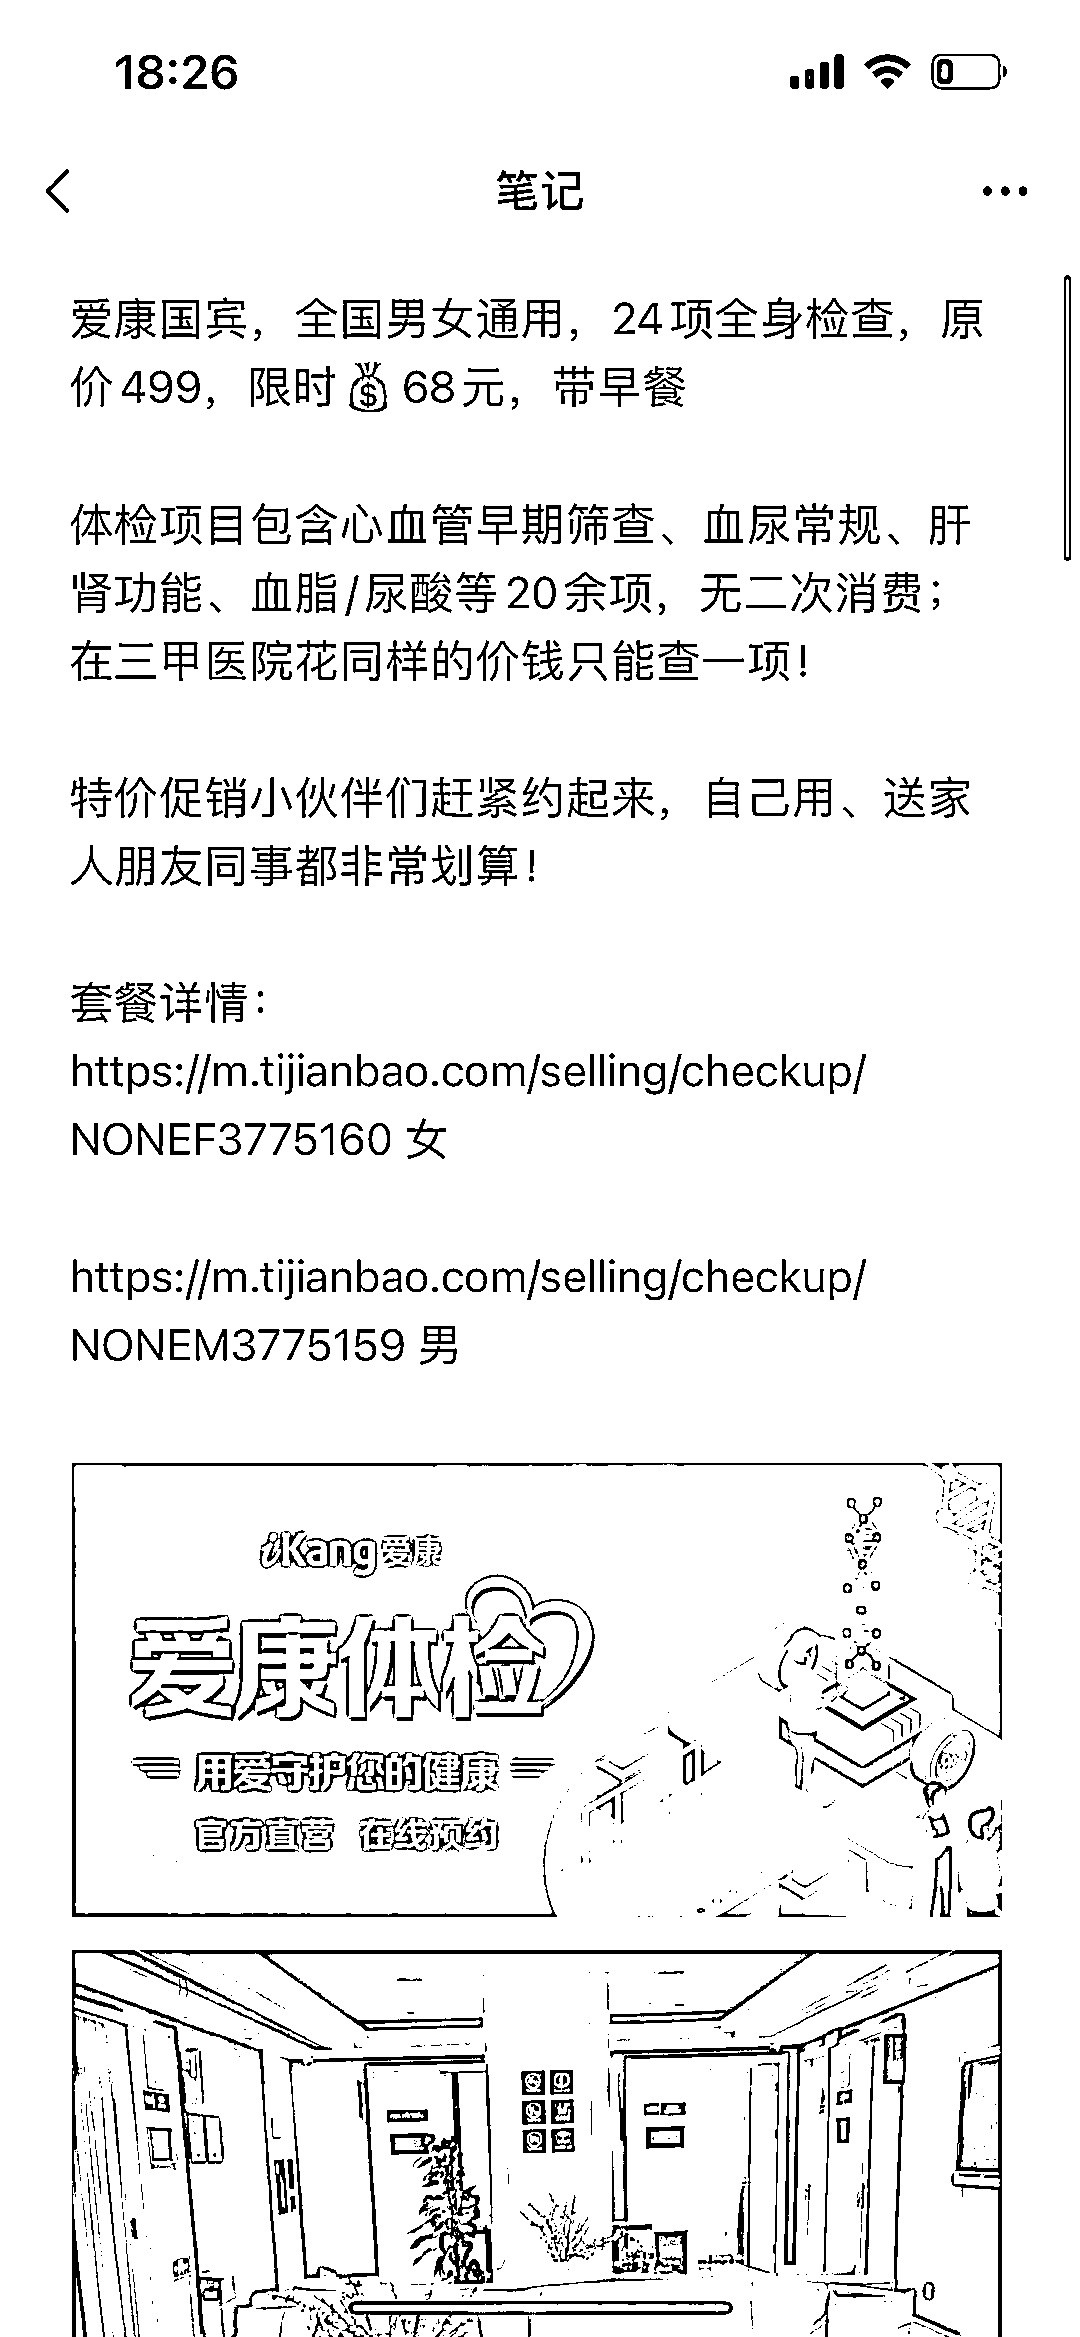 18:26
笔记
爱康国宾，全国男女通用，24项全身检查，原
价499，限时💰68元，带早餐
体检项目包含心血管早期筛查、血尿常规、肝
肾功能、血脂/尿酸等20余项，无二次消费；
在三甲医院花同样的价钱只能查一项！
特价促销小伙伴们赶紧约起来，自己用、送家
人朋友同事都非常划算！
套餐详情：
https://m.tijianbao.com/selling/checkup/
NONEF3775160 女
https://m.tijianbao.com/selling/checkup/
NONEM3775159 男
iKang爱康
爱康体检
用爱守护您的健康
官方直营 在线预约